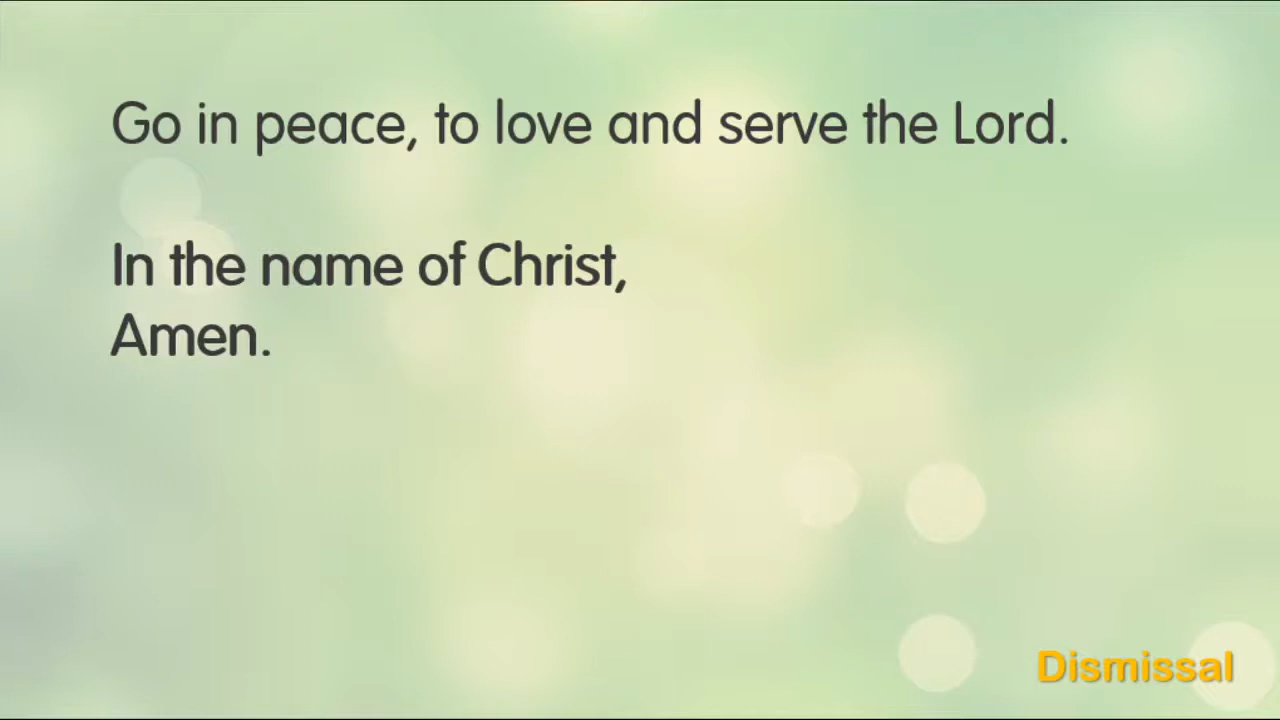 Go in peace, to love and serve the Lord.
In the name of Christ,
Amen.
Dismissal